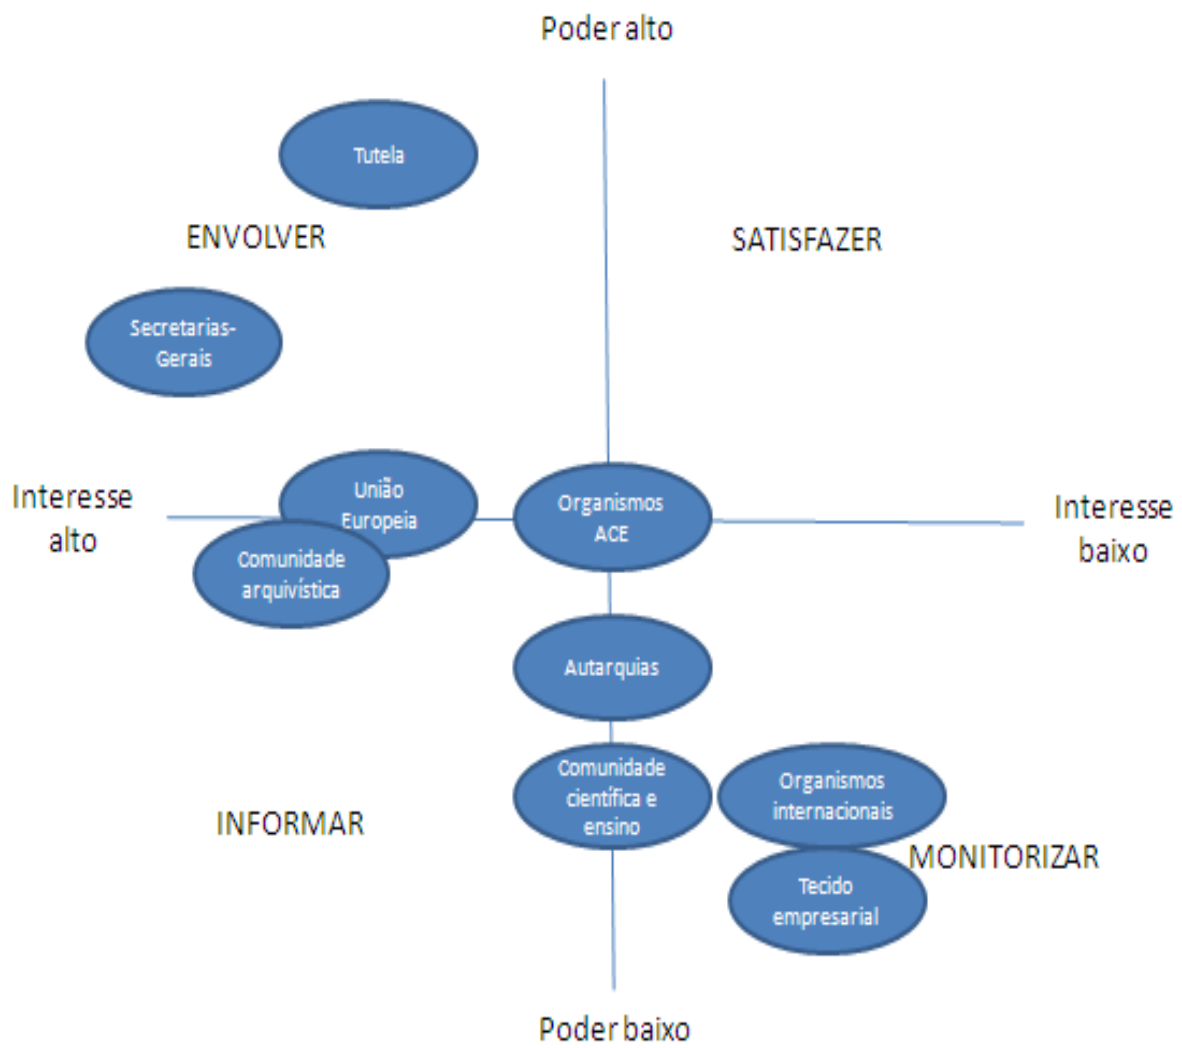 Poder alto
Tutela
ENVOLVER
SATISFAZER
Secretarias-
Gerais
Interesse
alto
União
Europeia
Organismos
ACE
Interesse
baixo
Comunidade
arquivística
Autarquias
Comunidade
científica e
ensino
Organismos
internacionais
INFORMAR
MONITORIZAR
Tecido
empresarial
Poder baixo